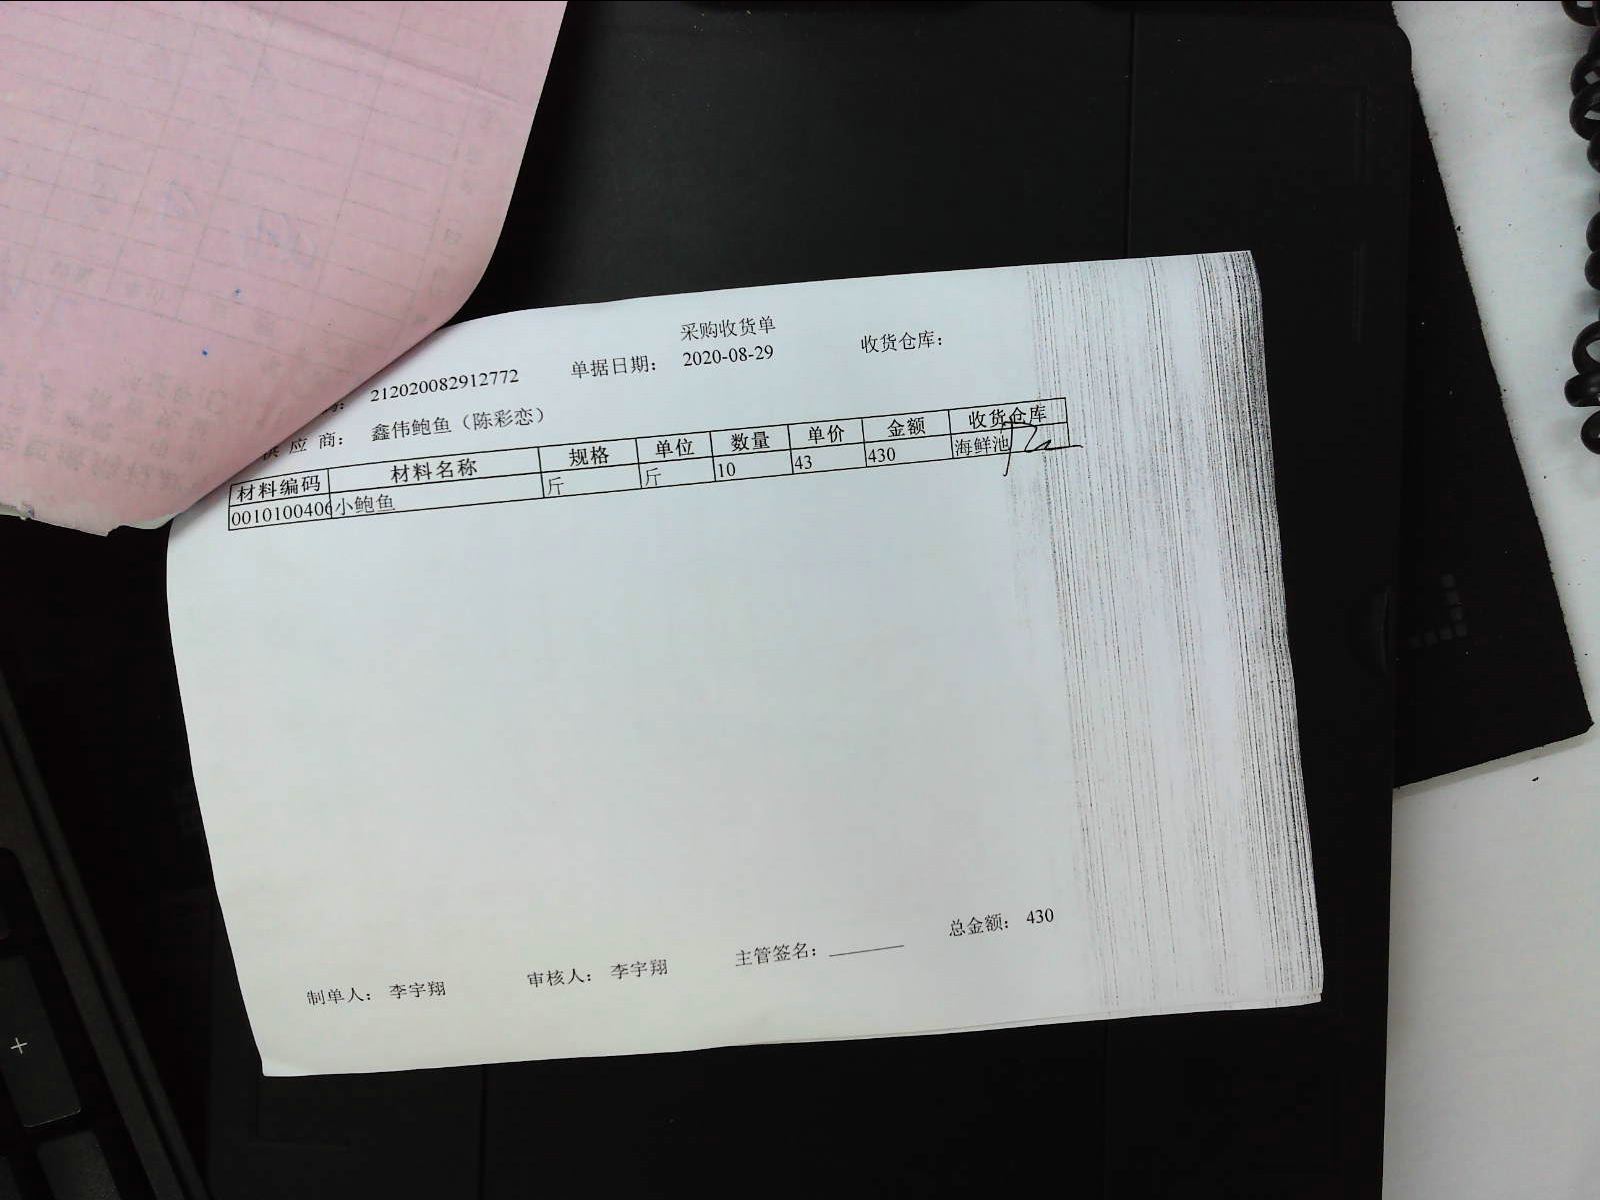 采购收货单
212020082912772 单据日期： 2020-08-29 收货仓库：
应 商： 鑫伟鲍鱼（陈彩恋）
材料编码 材料名称 规格 单位 数量 单价 金额 收货仓库
0010100406 小鲍鱼 斤 斤 10 43 430 海鲜池
总金额： 430
制单人： 李宇翔 审核人： 李宇翔 主管签名：